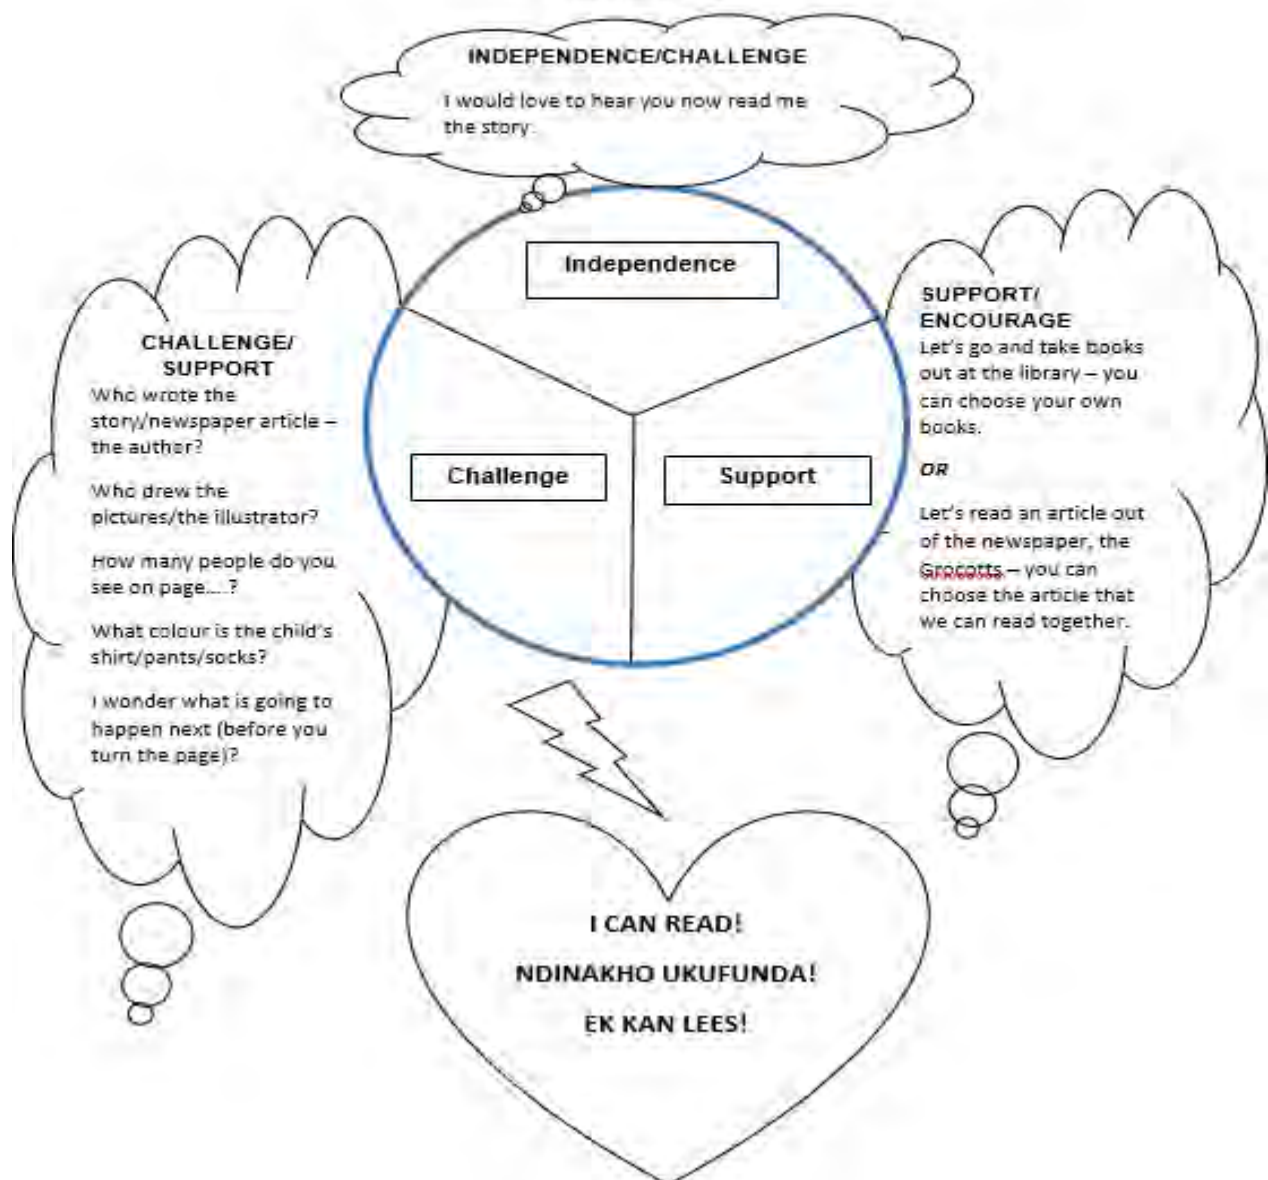 INDEPENDENCE/CHALLENGE
I would love to hear you now read me
the story.
Independence
CHALLENGE/
SUPPORT
Who wrote the
story/newspaper article –
the author?
Who drew the
pictures/the illustrator?
How many people do you
see on page....?
What colour is the child's
shirt/pants/socks?
I wonder what is going to
happen next (before you
turn the page)?
Challenge
Support
SUPPORT/
ENCOURAGE
Let's go and take books
out at the library – you
can choose your own
books.
OR
Let's read an article out
of the newspaper, the
Grocotts – you can
choose the article that
we can read together.
I CAN READ!
NDINAKHO UKUFUNDA!
EK KAN LEES!